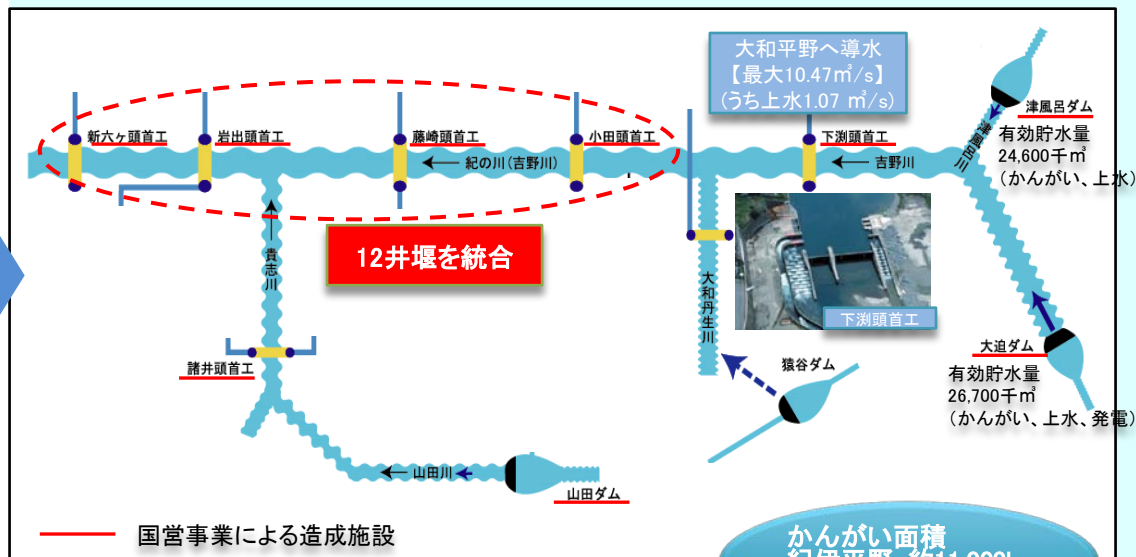 大和平野へ導水
【最大10.47㎥/s】
(うち上水1.07 ㎥/s)
津風呂ダム
有効貯水量
24,600千㎥
(かんがい、上水)
津風呂川
新六ヶ頭首工
岩出頭首工
藤崎頭首工
小田頭首工
下渕頭首工
紀の川(吉野川)
吉野川
12井堰を統合
貴志川
大和丹生川
下渕頭首工
諸井頭首工
猿谷ダム
大迫ダム
有効貯水量
26,700千㎥
(かんがい、上水、発電)
山田川
山田ダム
国営事業による造成施設
かんがい面積